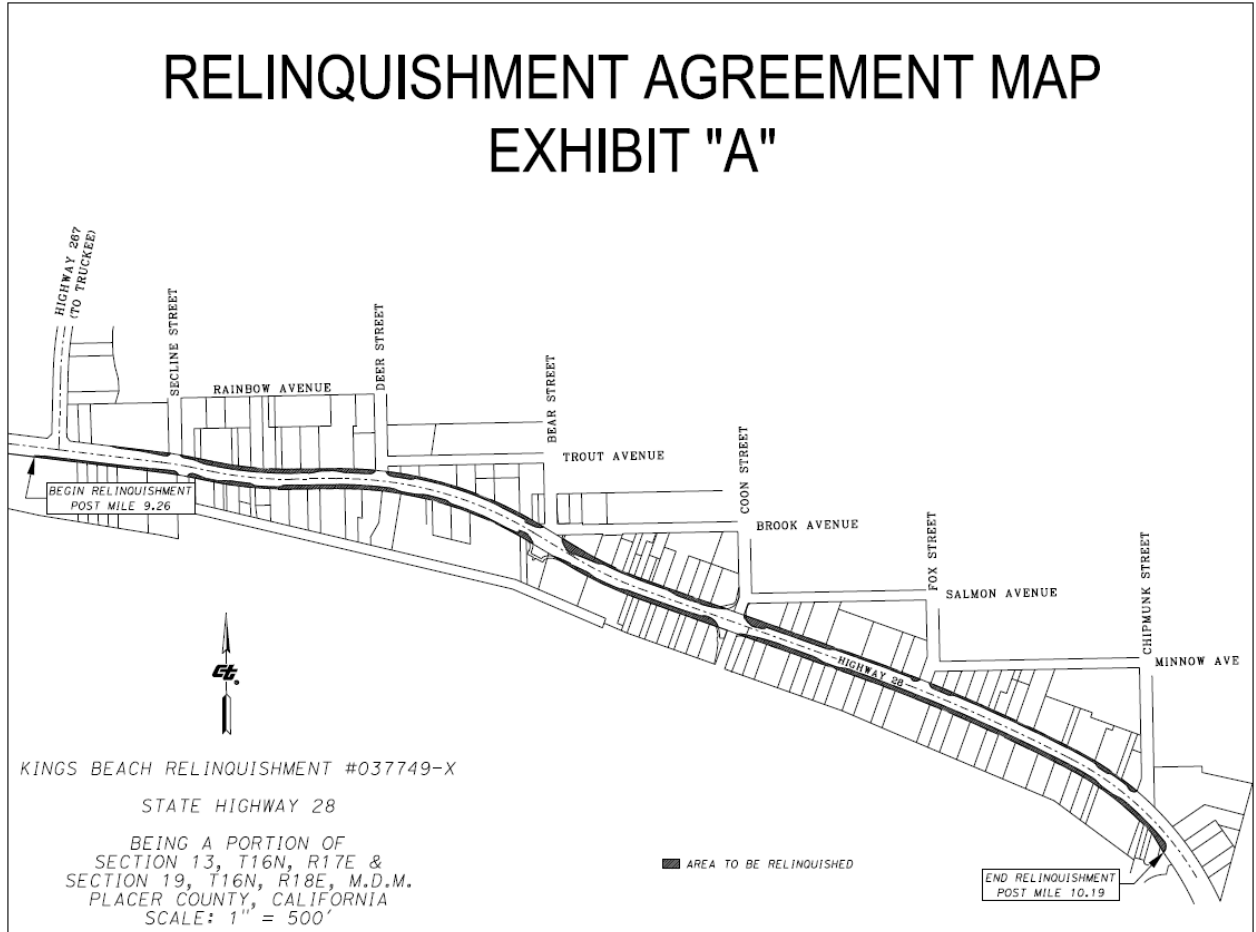 RELINQUISHMENT AGREEMENT MAP
EXHIBIT "A"
HIGHWAY 267
(TO TRUCKEE)
SECLINE STREET
RAINBOW AVENUE
DEER STREET
BEAR STREET
TROUT AVENUE
COON STREET
BROOK AVENUE
FOX STREET
SALMON AVENUE
CHIPMUNK STREET
MINNOW AVE
HIGHWAY 28
BEGIN RELINQUISHMENT
POST MILE 9.26
Ct.
KINGS BEACH RELINQUISHMENT #037749-X
STATE HIGHWAY 28
BEING A PORTION OF
SECTION 13, T16N, R17E &
SECTION 19, T16N, R18E, M.D.M.
PLACER COUNTY, CALIFORNIA
SCALE: 1" = 500'
AREA TO BE RELINQUISHED
END RELINQUISHMENT
POST MILE 10.19